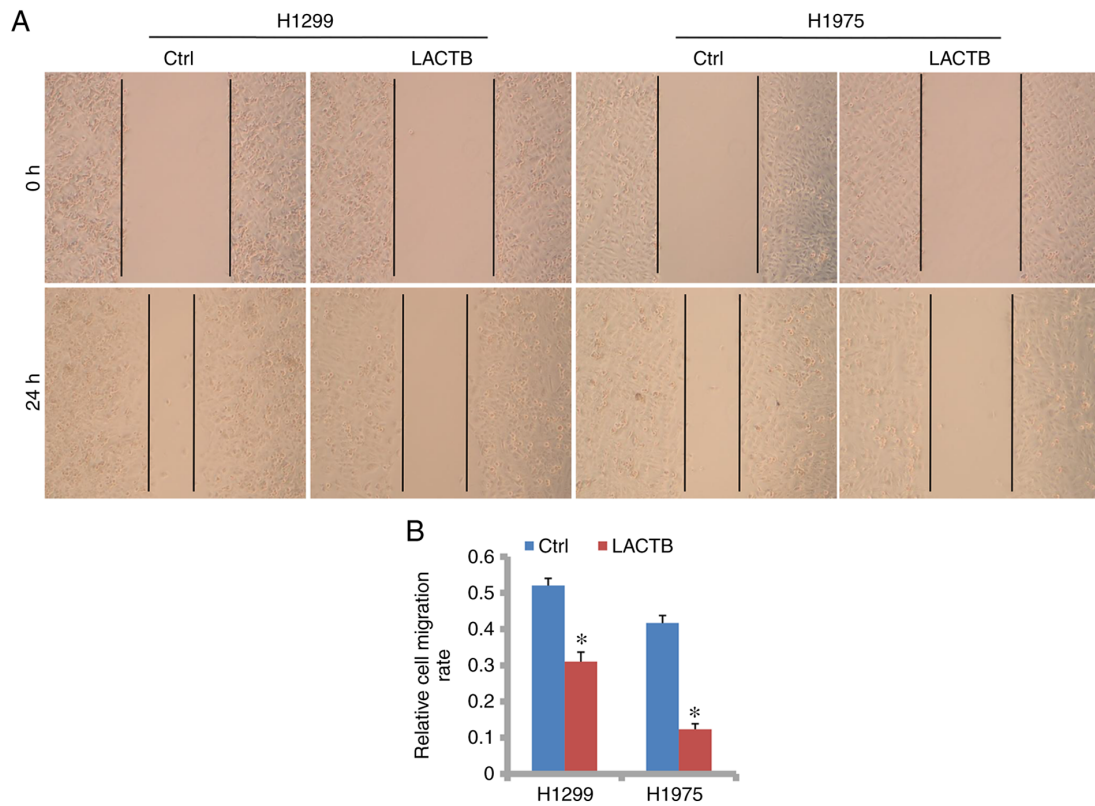 A
H1299
H1975
Ctrl
LACTB
Ctrl
LACTB
0 h
24 h
B
Ctrl
LACTB
Relative cell migration
rate
0.6
0.5
0.4
0.3
0.2
0.1
0
*
*
H1299
H1975